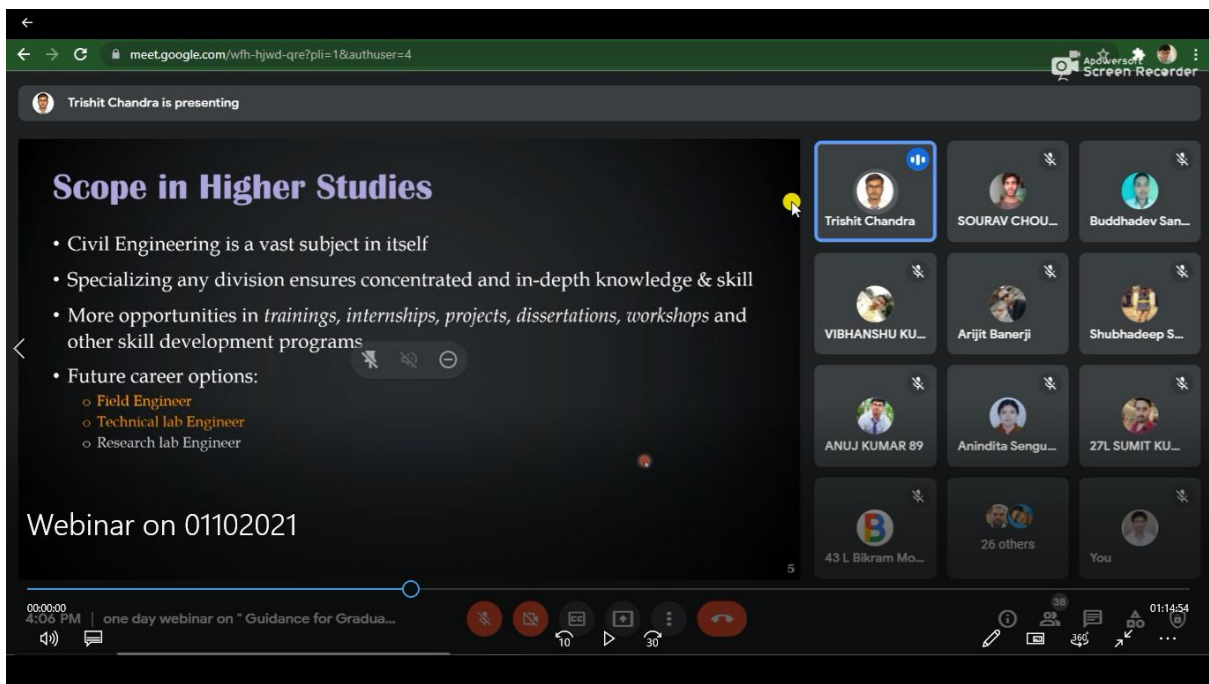 meet.google.com/wfh-hjwd-qre?pli=1&authuser=4
Apowersoft
Screen Recorder
Trishit Chandra is presenting
Scope in Higher Studies
• Civil Engineering is a vast subject in itself
• Specializing any division ensures concentrated and in-depth knowledge & skill
• More opportunities in trainings, internships, projects, dissertations, workshops and
other skill development programs
• Future career options:
o Field Engineer
o Technical lab Engineer
o Research lab Engineer
5
Trishit Chandra
SOURAV CHOU...
Buddhadev San...
VIBHANSHU KU...
Arijit Banerji
Shubhadeep S...
ANUJ KUMAR 89
Anindita Sengu...
27L SUMIT KU...
43 L Bikram Mo...
26 others
You
Webinar on 01102021
00:00:00
01:14:54
4:06 PM | one day webinar on " Guidance for Gradua...
38
CC
10
30
360°